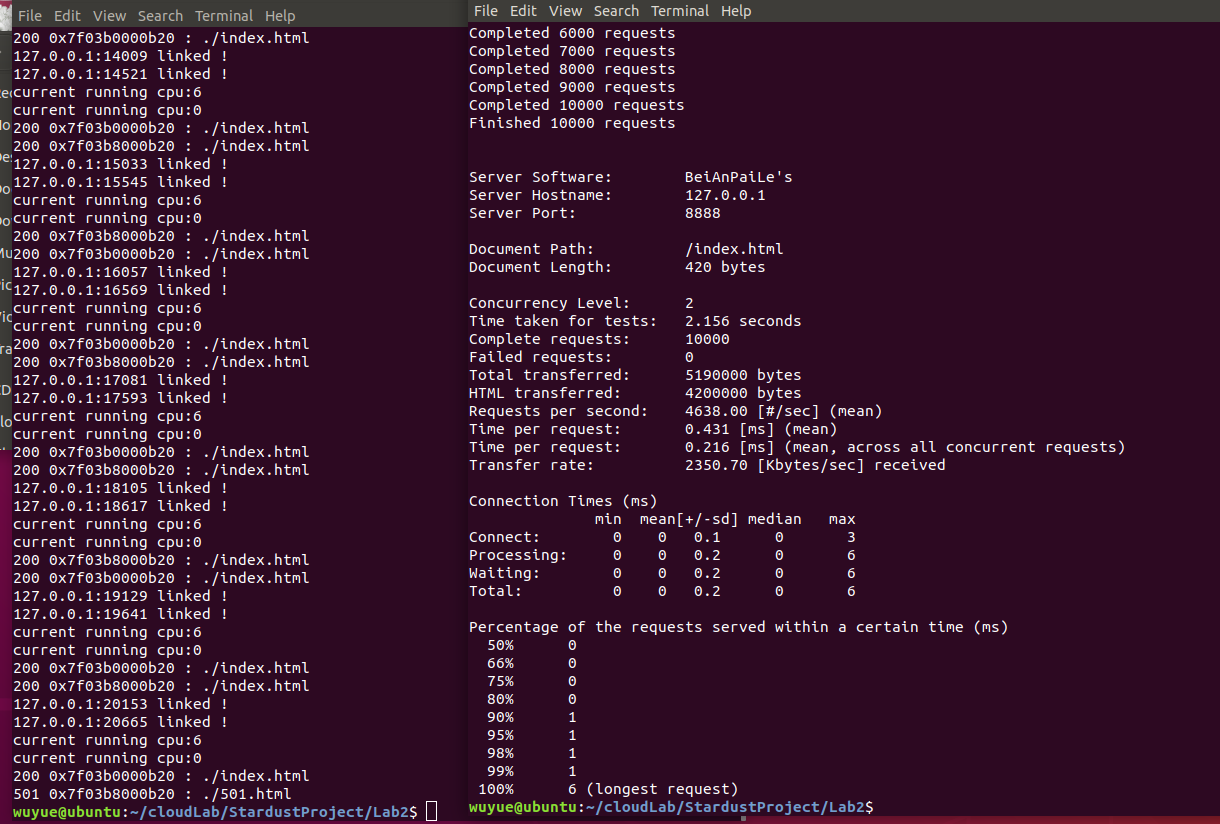 File Edit View Search Terminal Help
200 0x7f03b0000b20 : ./index.html
127.0.0.1:14009 linked !
127.0.0.1:14521 linked !
current running cpu:6
current running cpu:0
200 0x7f03b0000b20 : ./index.html
200 0x7f03b8000b20 : ./index.html
127.0.0.1:15033 linked !
127.0.0.1:15545 linked !
current running cpu:6
current running cpu:0
200 0x7f03b8000b20 : ./index.html
200 0x7f03b0000b20 : ./index.html
127.0.0.1:16057 linked !
127.0.0.1:16569 linked !
current running cpu:6
current running cpu:0
200 0x7f03b0000b20 : ./index.html
200 0x7f03b8000b20 : ./index.html
127.0.0.1:17081 linked !
127.0.0.1:17593 linked !
current running cpu:6
current running cpu:0
200 0x7f03b0000b20 : ./index.html
200 0x7f03b8000b20 : ./index.html
127.0.0.1:18105 linked !
127.0.0.1:18617 linked !
current running cpu:6
current running cpu:0
200 0x7f03b8000b20 : ./index.html
200 0x7f03b0000b20 : ./index.html
127.0.0.1:19129 linked !
127.0.0.1:19641 linked !
current running cpu:6
current running cpu:0
200 0x7f03b0000b20 : ./index.html
200 0x7f03b8000b20 : ./index.html
127.0.0.1:20153 linked !
127.0.0.1:20665 linked !
current running cpu:6
current running cpu:0
200 0x7f03b0000b20 : ./index.html
501 0x7f03b8000b20 : ./501.html
wuyue@ubuntu:~/cloudLab/StardustProject/Lab2$
File Edit View Search Terminal Help
Completed 6000 requests
Completed 7000 requests
Completed 8000 requests
Completed 9000 requests
Completed 10000 requests
Finished 10000 requests
Server Software: BeiAnPaiLe's
Server Hostname: 127.0.0.1
Server Port: 8888
Document Path: /index.html
Document Length: 420 bytes
Concurrency Level: 2
Time taken for tests: 2.156 seconds
Complete requests: 10000
Failed requests: 0
Total transferred: 5190000 bytes
HTML transferred: 4200000 bytes
Requests per second: 4638.00 [#/sec] (mean)
Time per request: 0.431 [ms] (mean)
Time per request: 0.216 [ms] (mean, across all concurrent requests)
Transfer rate: 2350.70 [Kbytes/sec] received
Connection Times (ms)
min mean[+/-sd] median max
Connect: 0 0 0.1 0 3
Processing: 0 0 0.2 0 6
Waiting: 0 0 0.2 0 6
Total: 0 0 0.2 0 6
Percentage of the requests served within a certain time (ms)
50% 0
66% 0
75% 0
80% 0
90% 1
95% 1
98% 1
99% 1
100% 6 (longest request)
wuyue@ubuntu:~/cloudLab/StardustProject/Lab2$